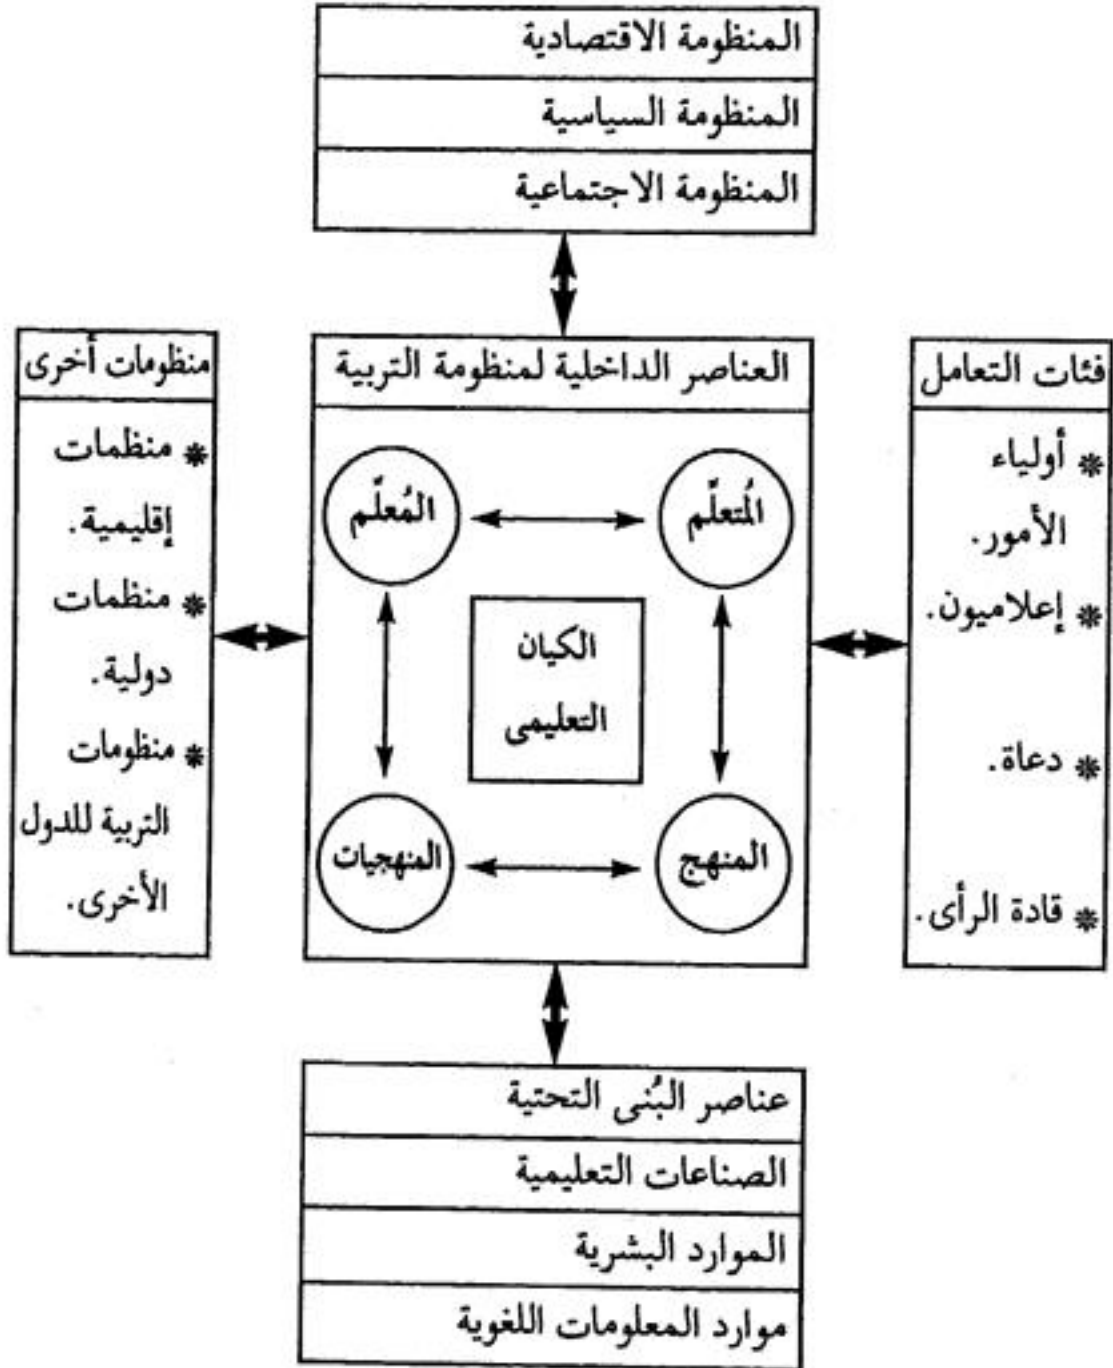 المنظومة الاقتصادية
المنظومة السياسية
المنظومة الاجتماعية
فئات التعامل
* أولياء
الأمور.
* إعلاميون.
* دعاة.
* قادة الرأى.
العناصر الداخلية لمنظومة التربية
المُتعلّم
المُعلّم
الكيان
التعليمى
المنهج
المنهجيات
منظومات أخرى
* منظمات
إقليمية.
* منظمات
دولية.
* منظومات
التربية للدول
الأخرى.
عناصر البُنى التحتية
الصناعات التعليمية
الموارد البشرية
موارد المعلومات اللغوية